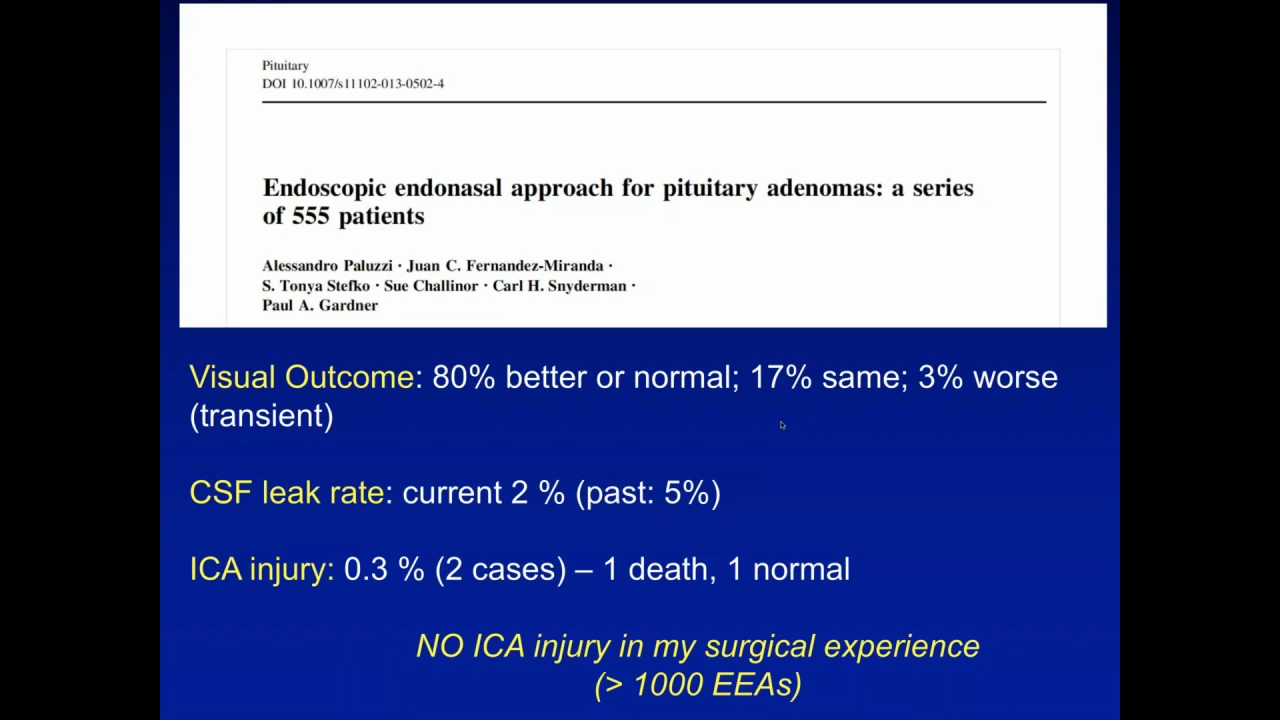 Pituitary
DOI 10.1007/s11102-013-0502-4
Endoscopic endonasal approach for pituitary adenomas: a series
of 555 patients
Alessandro Paluzzi · Juan C. Fernandez-Miranda ·
S. Tonya Stefko · Sue Challinor · Carl H. Snyderman ·
Paul A. Gardner
Visual Outcome: 80% better or normal; 17% same; 3% worse
(transient)
CSF leak rate: current 2 % (past: 5%)
ICA injury: 0.3 % (2 cases) – 1 death, 1 normal
NO ICA injury in my surgical experience
(> 1000 EEAs)